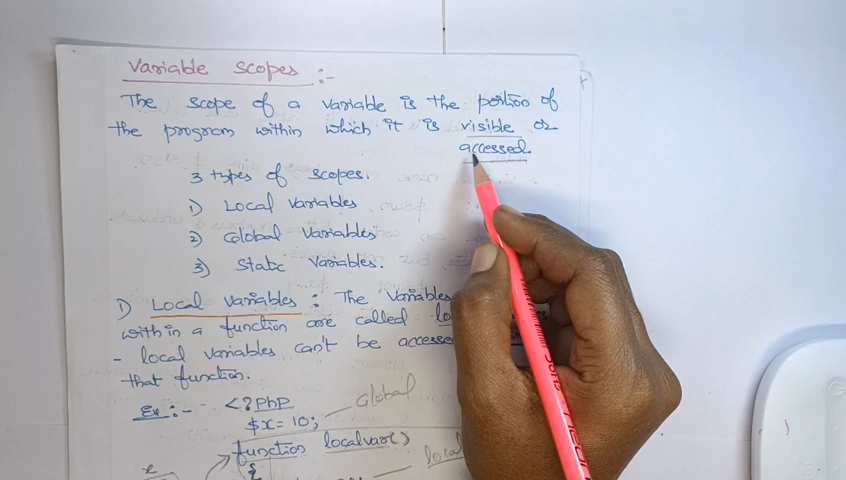 Variable Scopes :-
The scope of a variable is the portion of
the program within which it is visible or
accessed
3 types of scopes.
1) Local Variables
2) Global Variables
3) Static Variables.
1) Local Variables : The Variables
within a function are called
- local variables can't be accessed
that function.
Ex :- <?php
$x = 10; global
function localvar()
{ local